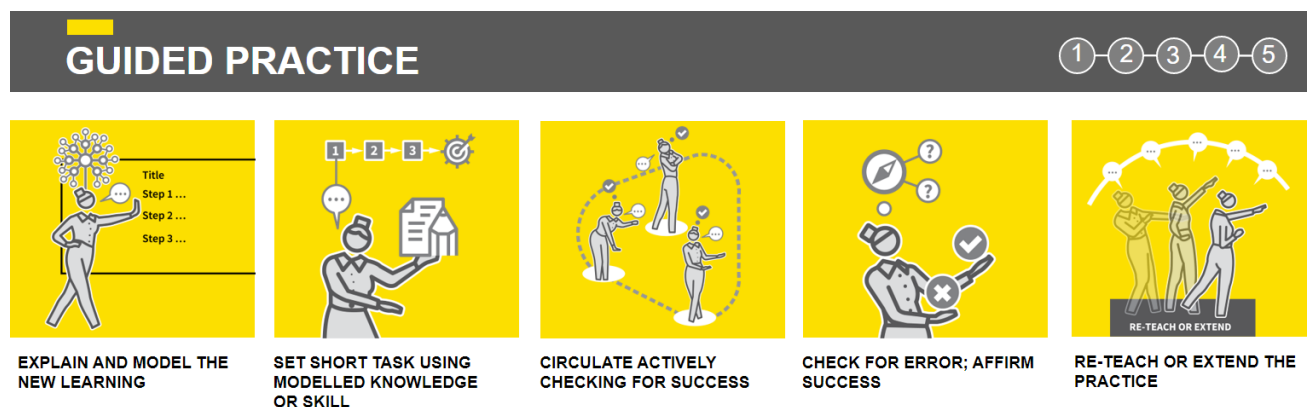 GUIDED PRACTICE
1 2 3 4 5
Title
Step 1 ...
Step 2 ...
Step 3 ...
1 2 3
? ?
RE-TEACH OR EXTEND
EXPLAIN AND MODEL THE
NEW LEARNING
SET SHORT TASK USING
MODELLED KNOWLEDGE
OR SKILL
CIRCULATE ACTIVELY
CHECKING FOR SUCCESS
CHECK FOR ERROR; AFFIRM
SUCCESS
RE-TEACH OR EXTEND THE
PRACTICE